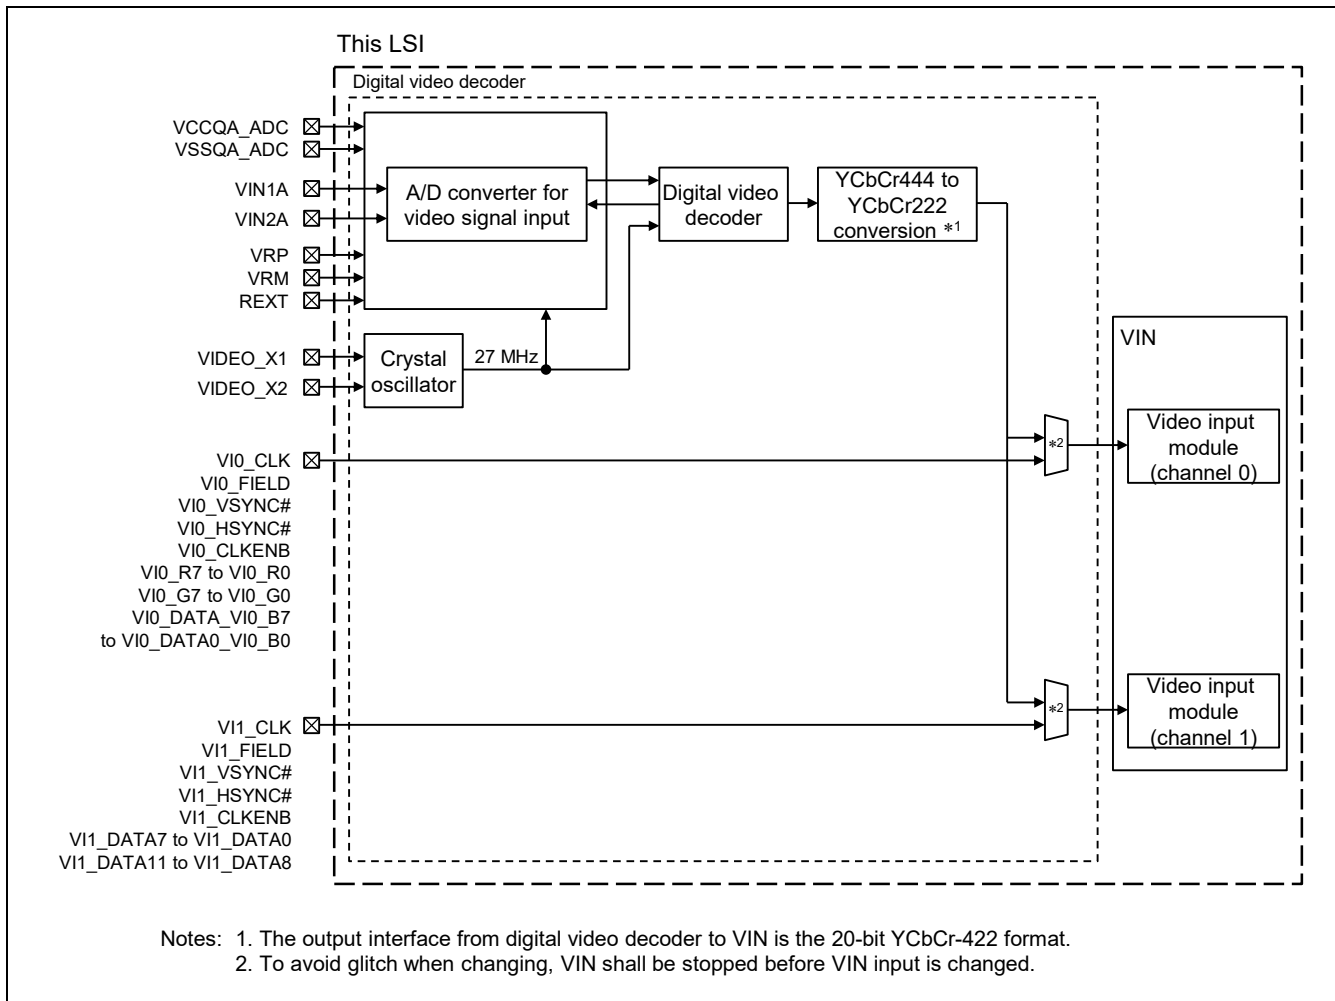 This LSI
Digital video decoder
VCCQA_ADC
VSSQA_ADC
VIN1A
VIN2A
VRP
VRM
REXT
A/D converter for
video signal input
Digital video
decoder
YCbCr444 to
YCbCr222
conversion *1
VIDEO_X1
VIDEO_X2
Crystal
oscillator
27 MHz
VIN
Video input
module
(channel 0)
*2
VI0_CLK
VI0_FIELD
VI0_VSYNC#
VI0_HSYNC#
VI0_CLKENB
VI0_R7 to VI0_R0
VI0_G7 to VI0_G0
VI0_DATA_VI0_B7
to VI0_DATA0_VI0_B0
Video input
module
(channel 1)
*2
VI1_CLK
VI1_FIELD
VI1_VSYNC#
VI1_HSYNC#
VI1_CLKENB
VI1_DATA7 to VI1_DATA0
VI1_DATA11 to VI1_DATA8
Notes: 1. The output interface from digital video decoder to VIN is the 20-bit YCbCr-422 format.
2. To avoid glitch when changing, VIN shall be stopped before VIN input is changed.